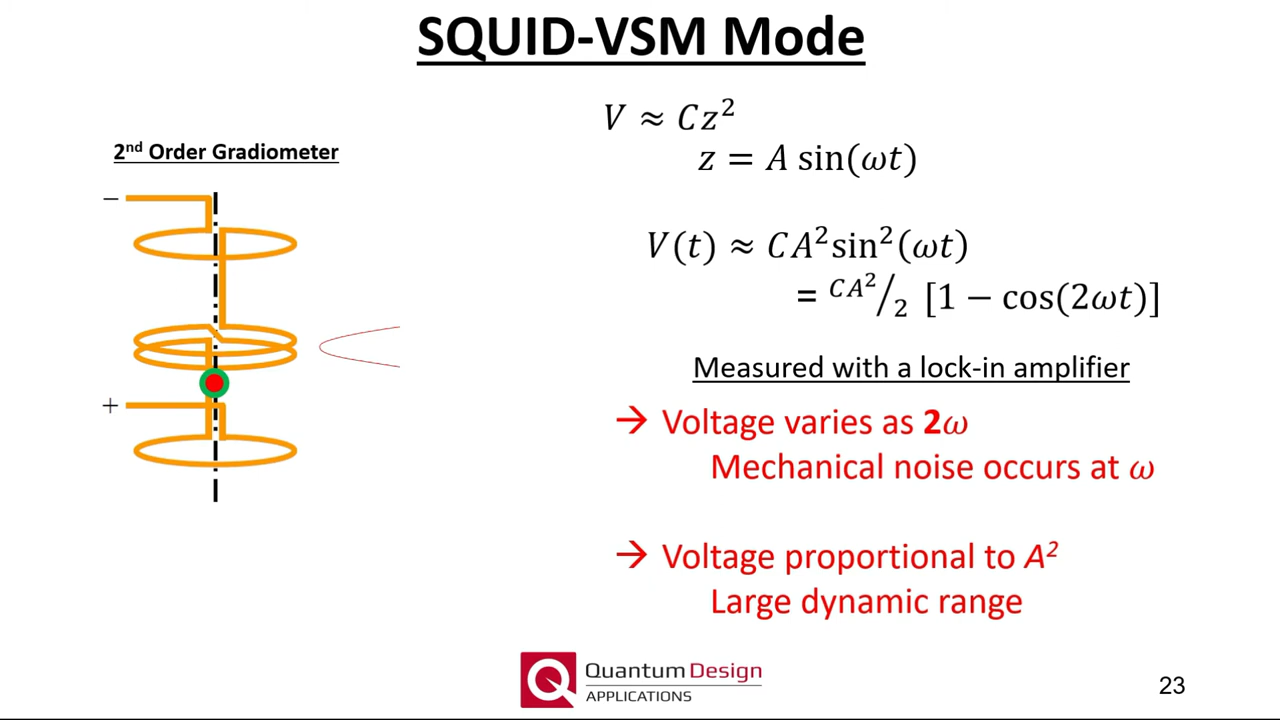 SQUID-VSM Mode
V ≈ Cz²
z = A sin(ωt)
2nd Order Gradiometer
−
V(t) ≈ CA²sin²(ωt)
= CA²/2 [1 − cos(2ωt)]
Measured with a lock-in amplifier
+
→ Voltage varies as 2ω
Mechanical noise occurs at ω
→ Voltage proportional to A²
Large dynamic range
Quantum Design
APPLICATIONS
23